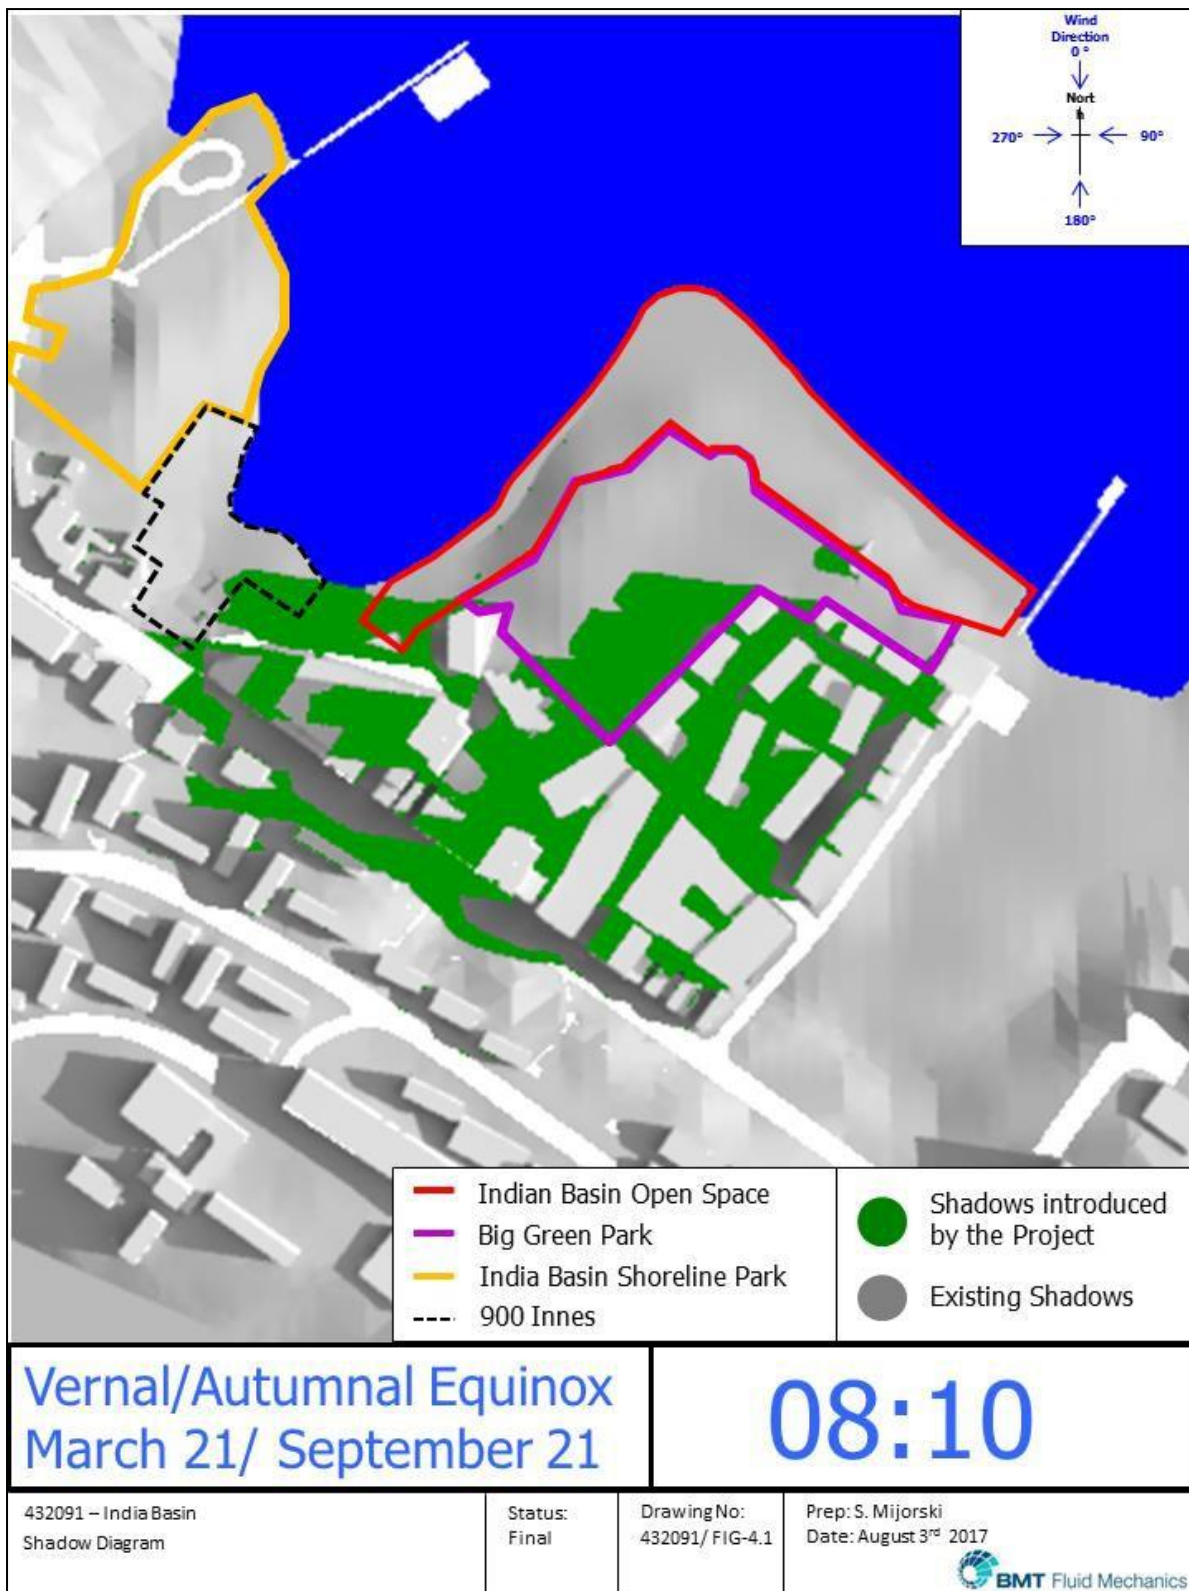 Wind
Direction
0 °
Nort
h
270°
90°
180°
Indian Basin Open Space
Big Green Park
India Basin Shoreline Park
900 Innes
Shadows introduced
by the Project
Existing Shadows
Vernal/Autumnal Equinox
March 21/ September 21
08:10
432091 – India Basin
Shadow Diagram
Status:
Final
Drawing No:
432091/ FIG-4.1
Prep: S. Mijorski
Date: August 3rd 2017
BMT Fluid Mechanics